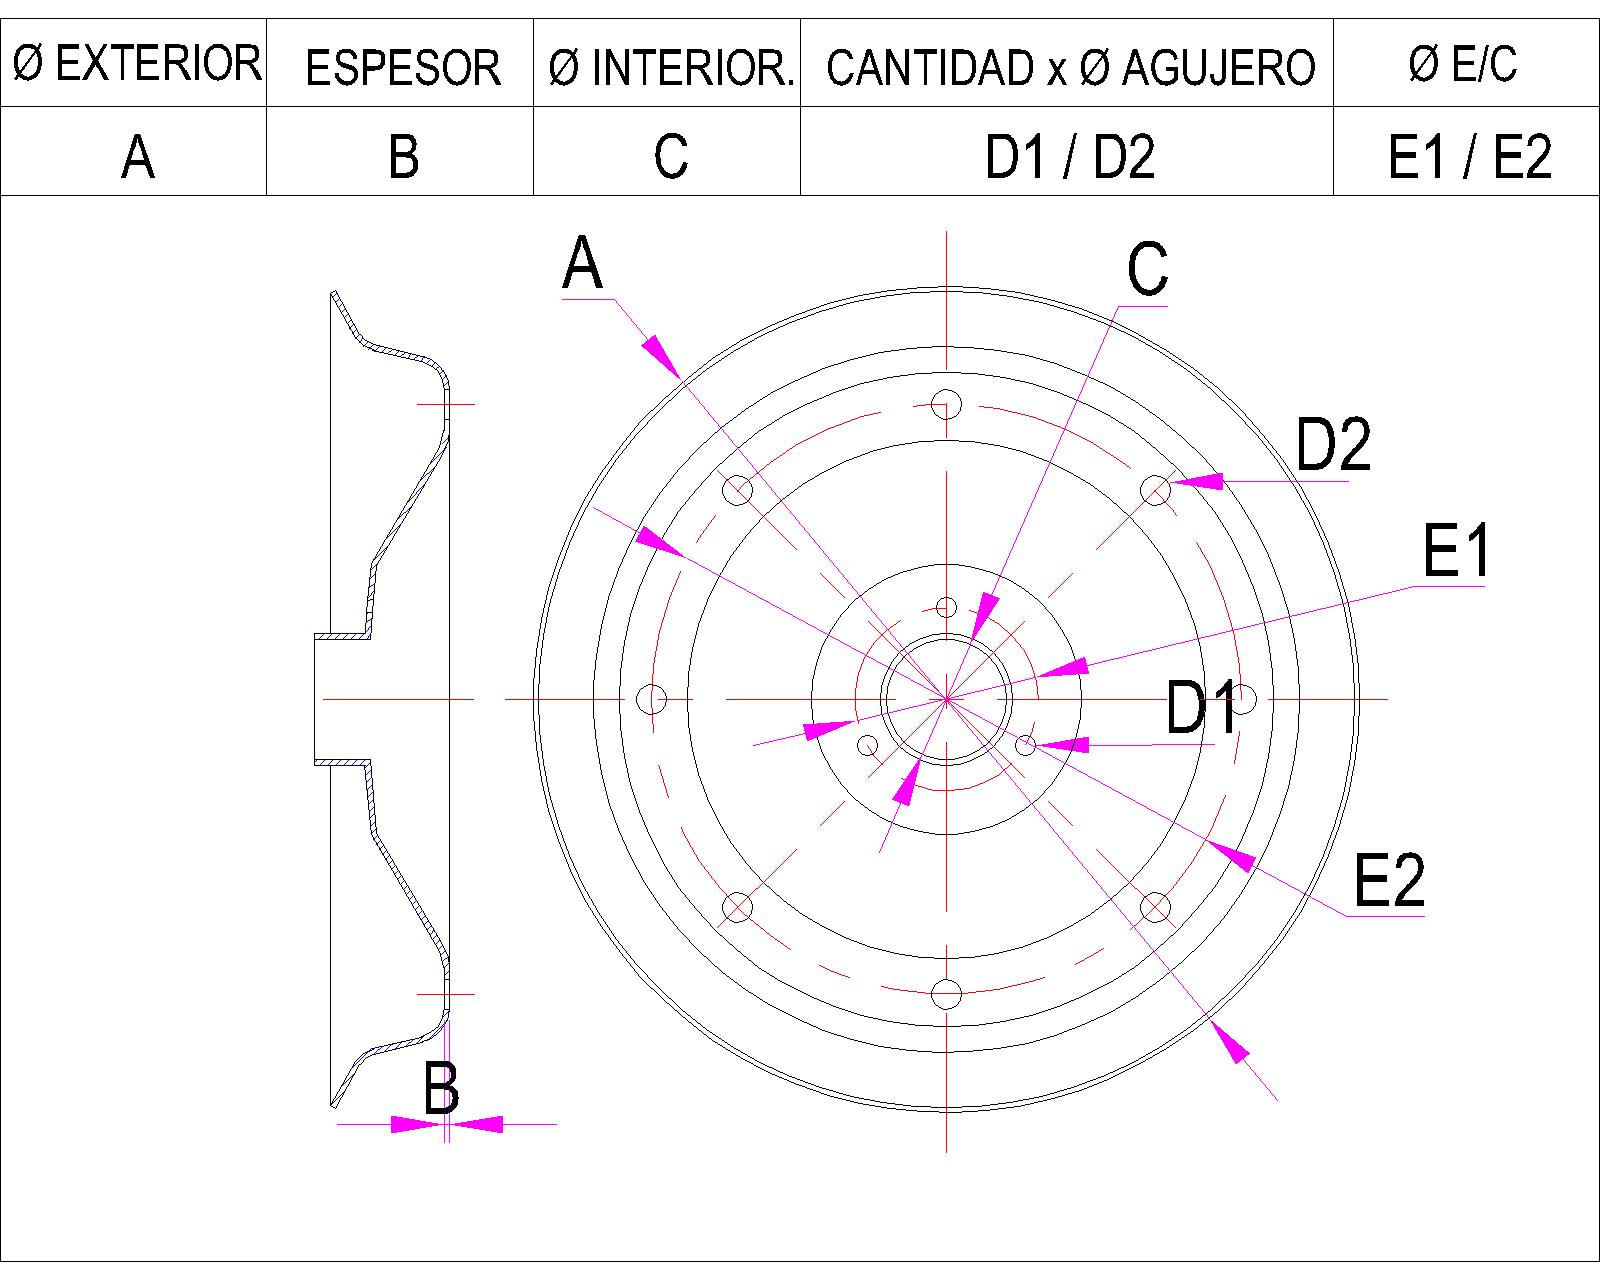 Ø EXTERIOR ESPESOR Ø INTERIOR. CANTIDAD x Ø AGUJERO Ø E/C
A B C D1 / D2 E1 / E2
A C
D2
E1
D1
E2
B